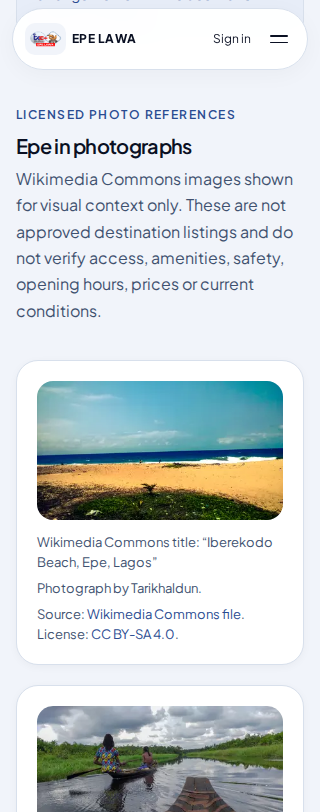 EPE LAWA
Sign in
LICENSED PHOTO REFERENCES
Epe in photographs
Wikimedia Commons images shown
for visual context only. These are not
approved destination listings and do
not verify access, amenities, safety,
opening hours, prices or current
conditions.
Wikimedia Commons title: “Iberekodo
Beach, Epe, Lagos”
Photograph by Tarikhaldun.
Source: Wikimedia Commons file.
License: CC BY-SA 4.0.